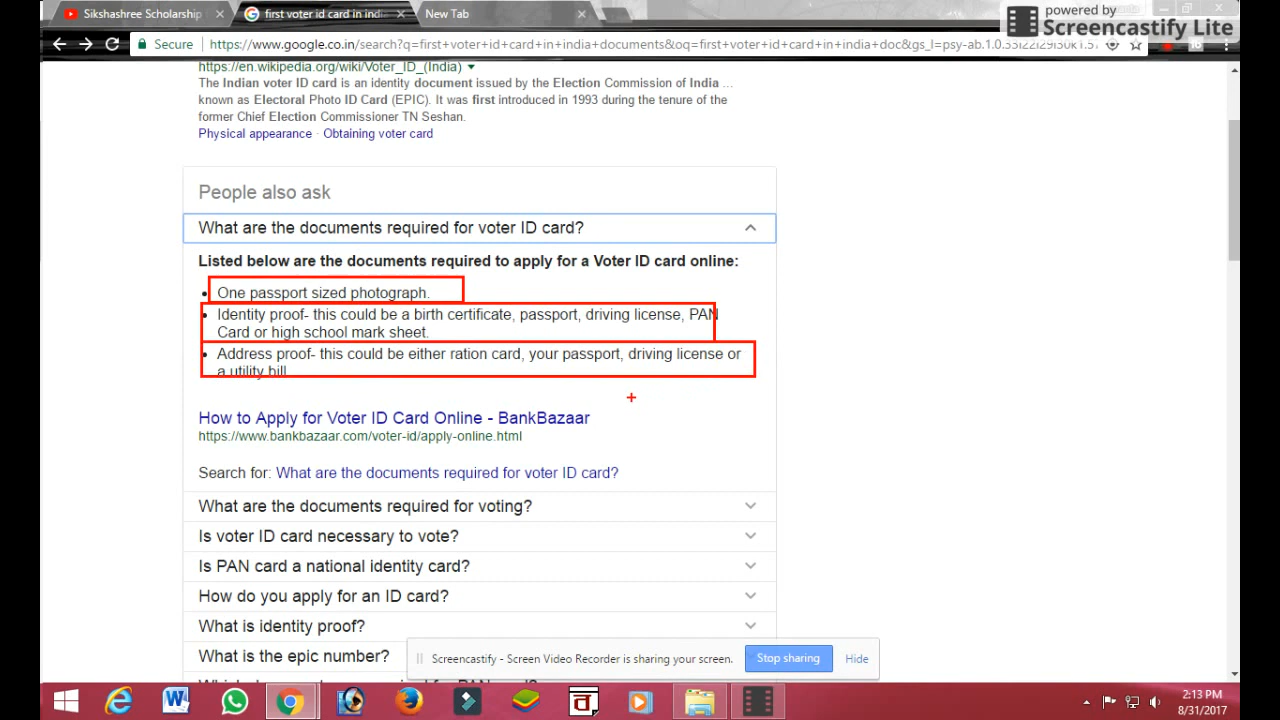 Sikshashree Scholarship
first voter id card in indi
New Tab
powered by
Screencastify Lite
Secure
https://www.google.co.in/search?q=first+voter+id+card+in+india+documents&oq=first+voter+id+card+in+india+doc&gs_l=psy-ab.1.0.
https://en.wikipedia.org/wiki/Voter_ID_(India)
The Indian voter ID card is an identity document issued by the Election Commission of India ...
known as Electoral Photo ID Card (EPIC). It was first introduced in 1993 during the tenure of the
former Chief Election Commissioner TN Seshan.
Physical appearance · Obtaining voter card
People also ask
What are the documents required for voter ID card?
Listed below are the documents required to apply for a Voter ID card online:
• One passport sized photograph.
• Identity proof- this could be a birth certificate, passport, driving license, PAN
Card or high school mark sheet.
• Address proof- this could be either ration card, your passport, driving license or
a utility bill
How to Apply for Voter ID Card Online - BankBazaar
https://www.bankbazaar.com/voter-id/apply-online.html
Search for: What are the documents required for voter ID card?
What are the documents required for voting?
Is voter ID card necessary to vote?
Is PAN card a national identity card?
How do you apply for an ID card?
What is identity proof?
What is the epic number?
Screencastify - Screen Video Recorder is sharing your screen.
Stop sharing
Hide
2:13 PM
8/31/2017